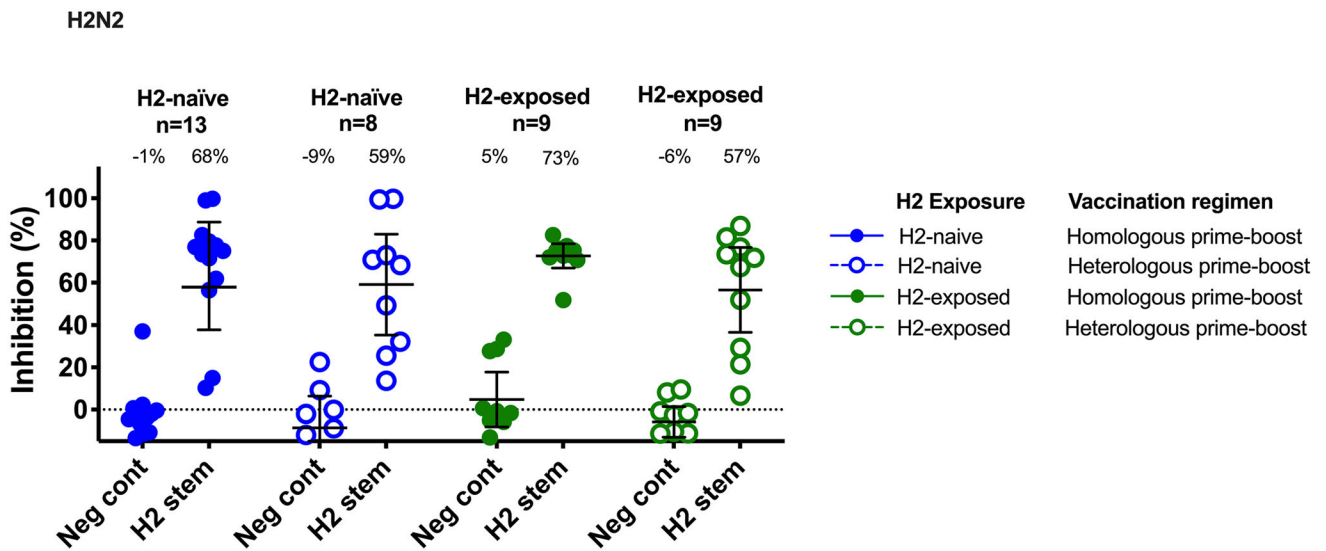 H2N2
H2-naïve H2-naïve H2-exposed H2-exposed
n=13 n=8 n=9 n=9
-1% 68% -9% 59% 5% 73% -6% 57%
Inhibition (%)
100
80
60
40
20
0
Neg cont H2 stem Neg cont H2 stem Neg cont H2 stem Neg cont H2 stem
H2 Exposure Vaccination regimen
H2-naive Homologous prime-boost
H2-naive Heterologous prime-boost
H2-exposed Homologous prime-boost
H2-exposed Heterologous prime-boost